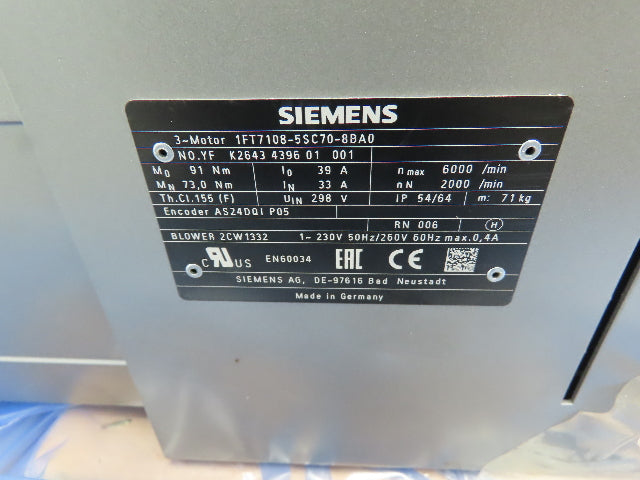 SIEMENS
3~Motor 1FT7108-5SC70-8BA0
NO.YF K2643 4396 01 001
M0 91 Nm I0 39 A n max 6000 /min
MN 73,0 Nm IN 33 A n N 2000 /min
Th.Cl.155 (F) UIN 298 V IP 54/64 m: 71 kg
Encoder AS24DQI P05
RN 006 H
BLOWER 2CW1332 1~ 230V 50Hz/260V 60Hz max.0,4A
c RU US EN60034 EAC CE
SIEMENS AG, DE-97616 Bad Neustadt
Made in Germany